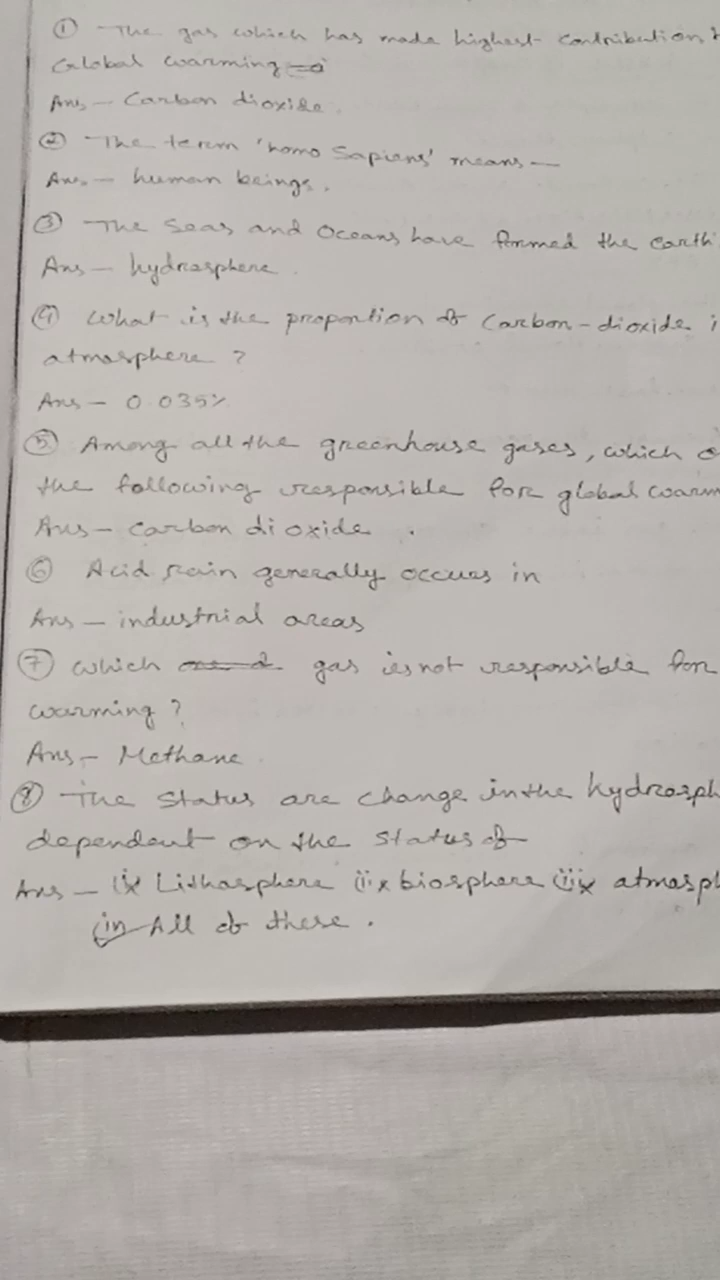 ① The gas which has made highest contribution t
Global warming
Ans - Carbon dioxide.
② The term 'homo Sapiens' means —
Ans. - human beings.
③ The Seas and Oceans have formed the earth'
Ans - hydrosphere.
④ What is the proportion of Carbon-dioxide i
atmosphere ?
Ans - 0.035%
⑤ Among all the greenhouse gases, which o
the following responsible for global warm
Ans - Carbon di oxide .
⑥ Acid rain generally occurs in
Ans - industrial areas
⑦ Which gas is not responsible for
warming ?
Ans - Methane
⑧ The Status are change in the hydrosph
dependent on the status of
Ans - (i) Lithosphere (ii) biosphere (iii) atmosph
(iv) All of these .